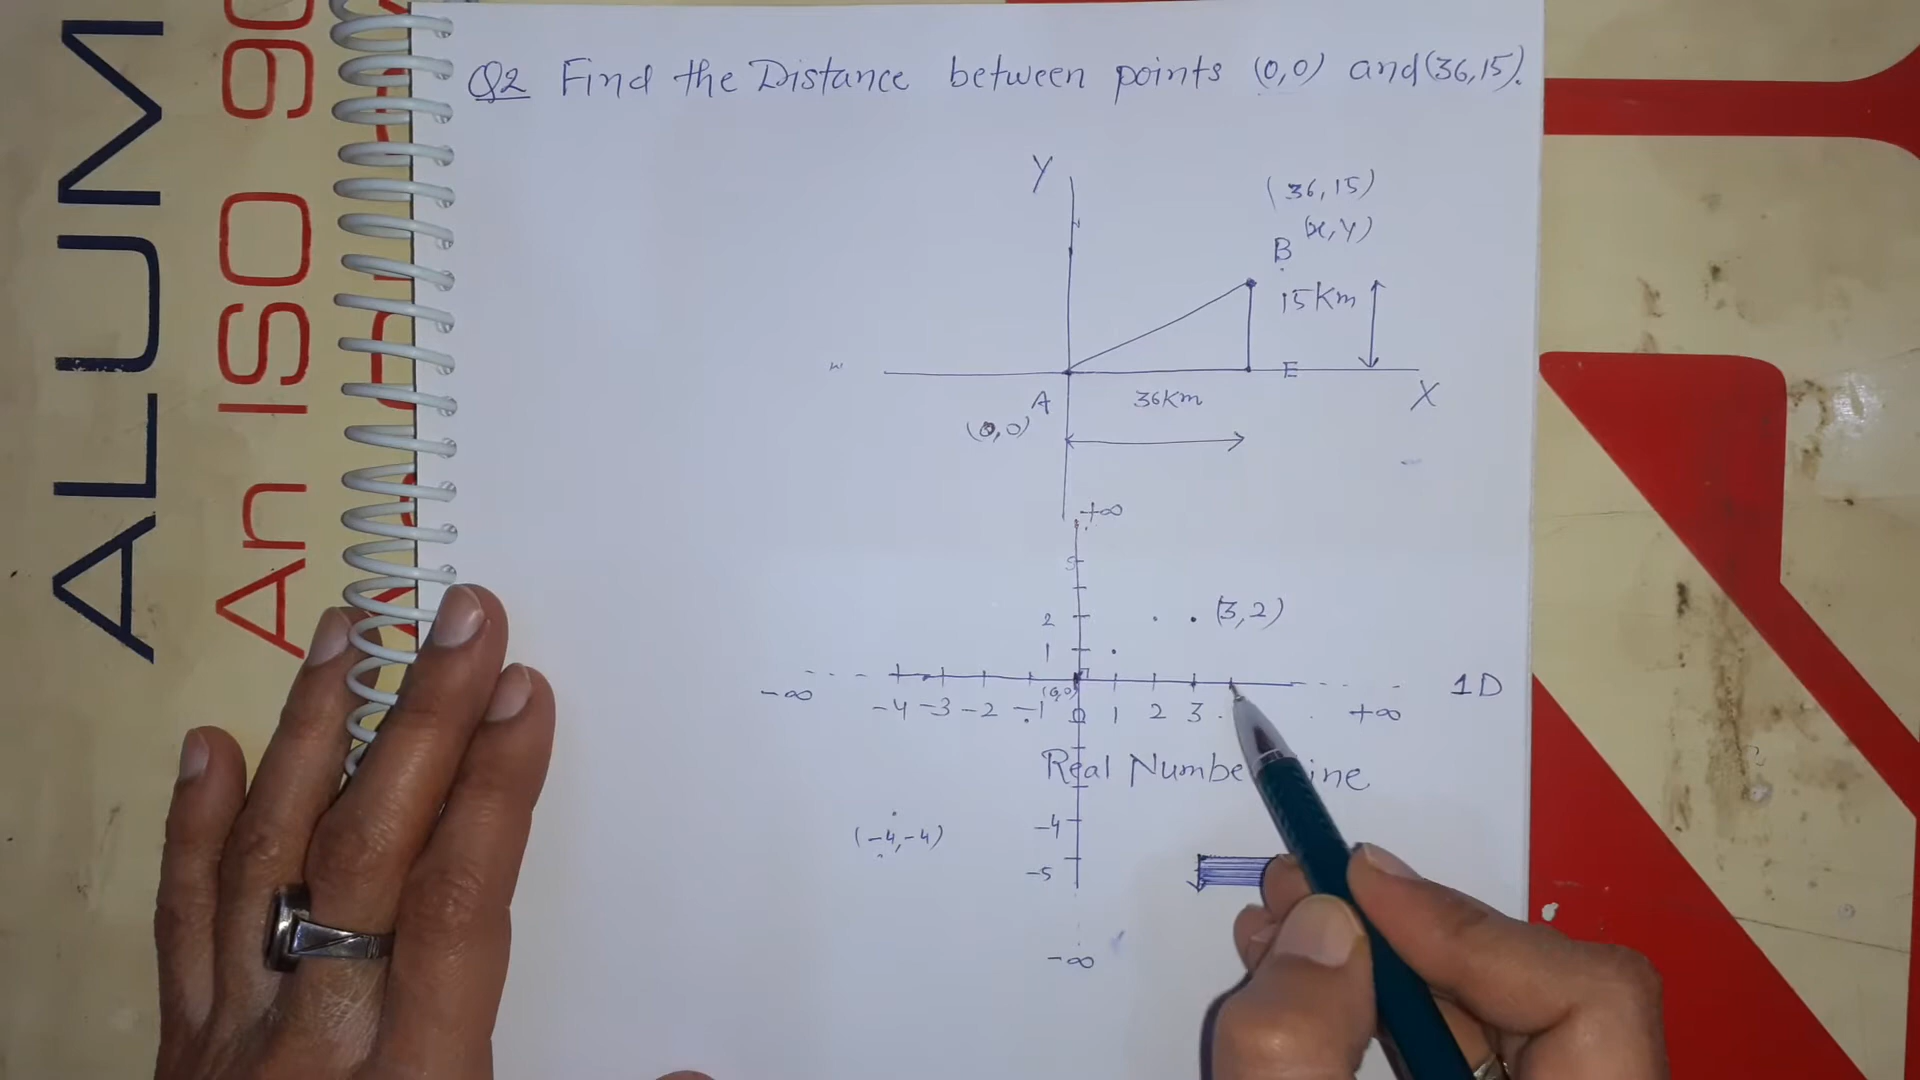 ALUM
An ISO 90
Q2 Find the Distance between points (0,0) and (36,15).
Y
(36,15)
(x,y)
B
15Km
E
X
A
36Km
(0,0)
+∞
5
2
(3,2)
1
-∞
(0,0)
1D
-4 -3 -2 -1 0 1 2 3
+∞
Real Numbe ine
(-4,-4)
-4
-5
-∞